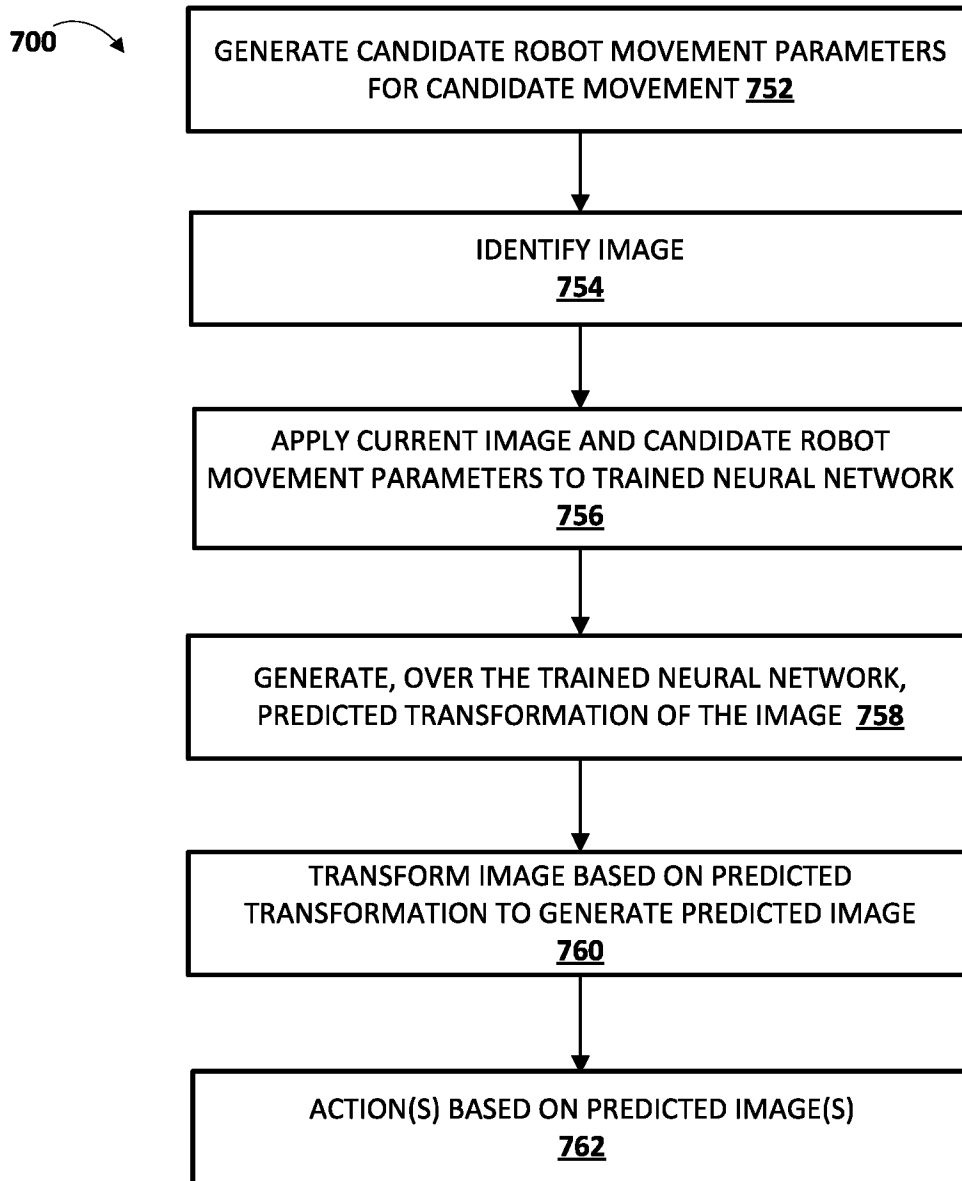 700
GENERATE CANDIDATE ROBOT MOVEMENT PARAMETERS
FOR CANDIDATE MOVEMENT 752
IDENTIFY IMAGE
754
APPLY CURRENT IMAGE AND CANDIDATE ROBOT
MOVEMENT PARAMETERS TO TRAINED NEURAL NETWORK
756
GENERATE, OVER THE TRAINED NEURAL NETWORK,
PREDICTED TRANSFORMATION OF THE IMAGE 758
TRANSFORM IMAGE BASED ON PREDICTED
TRANSFORMATION TO GENERATE PREDICTED IMAGE
760
ACTION(S) BASED ON PREDICTED IMAGE(S)
762